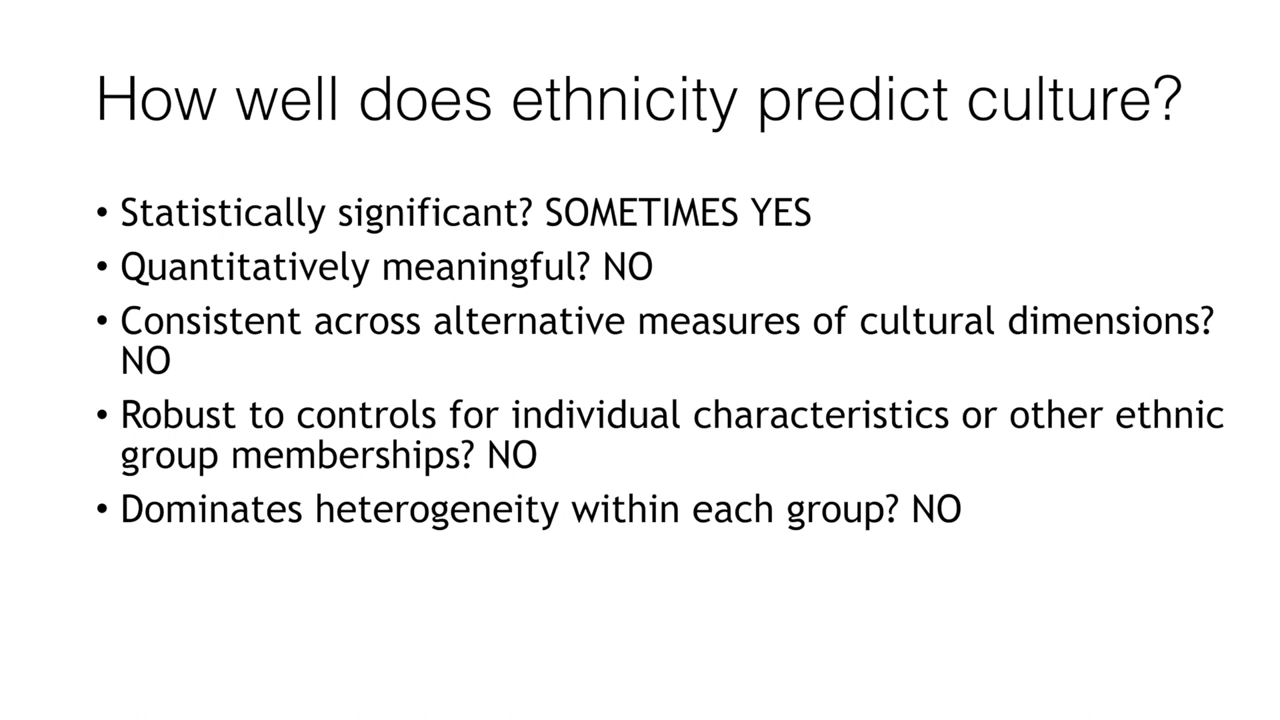 How well does ethnicity predict culture?
• Statistically significant? SOMETIMES YES
• Quantitatively meaningful? NO
• Consistent across alternative measures of cultural dimensions?
NO
• Robust to controls for individual characteristics or other ethnic
group memberships? NO
• Dominates heterogeneity within each group? NO